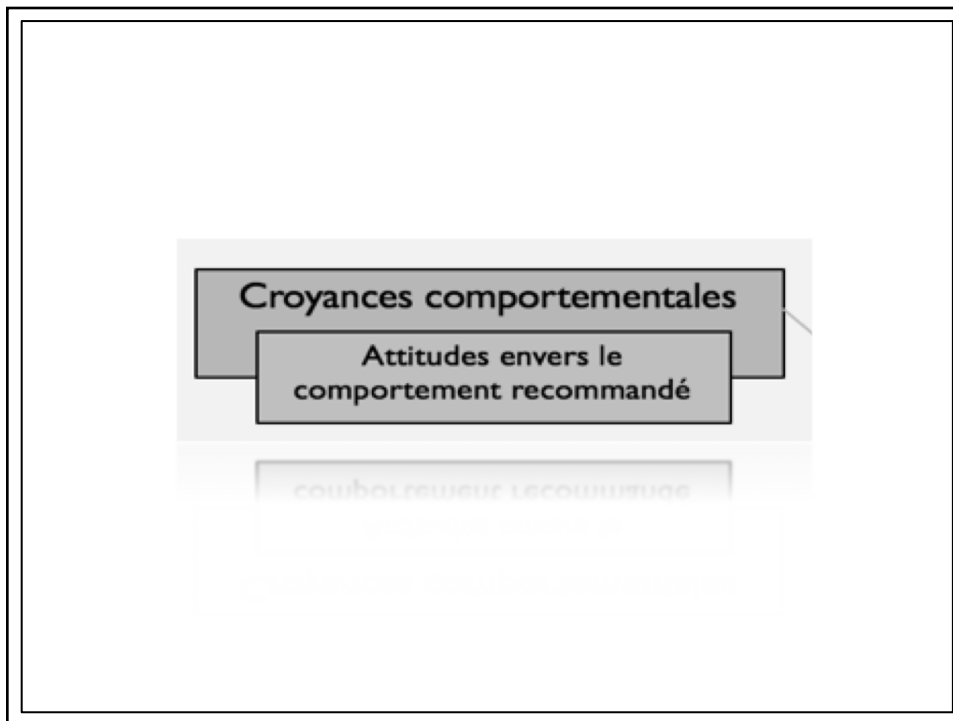 Croyances comportementales
Attitudes envers le
comportement recommandé